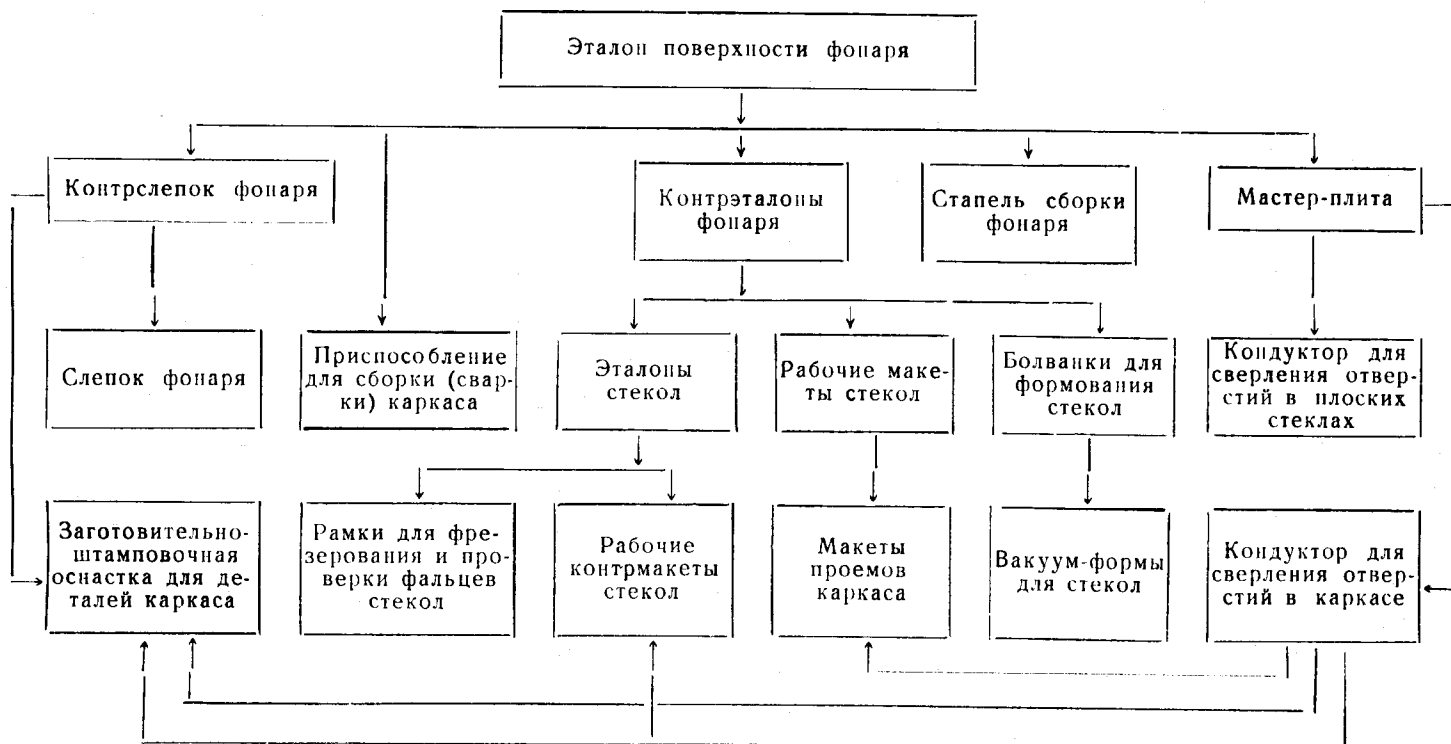 Эталон поверхности фонаря
Контрслепок фонаря
Контрэталоны
фонаря
Стапель сборки
фонаря
Мастер-плита
Слепок фонаря
Приспособление
для сборки (свар-
ки) каркаса
Эталоны
стекол
Рабочие маке-
ты стекол
Болванки для
формования
стекол
Кондуктор для
сверления отвер-
стий в плоских
стеклах
Заготовительно-
штамповочная
оснастка для де-
талей каркаса
Рамки для фре-
зерования и про-
верки фальцев
стекол
Рабочие
контрмакеты
стекол
Макеты
проемов
каркаса
Вакуум-формы
для стекол
Кондуктор для
сверления отвер-
стий в каркасе